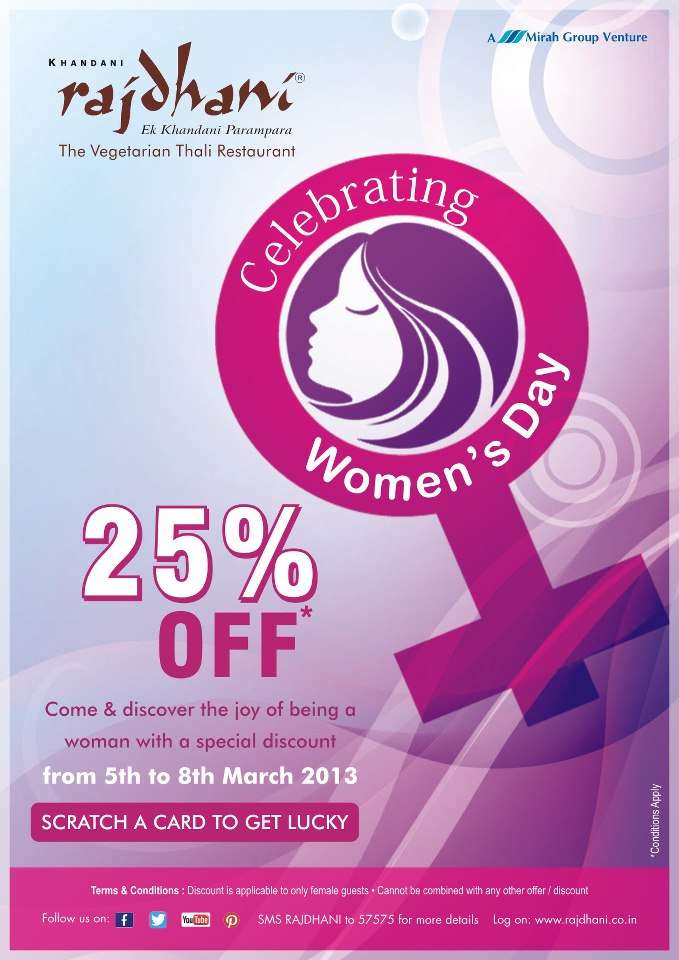 A Mirah Group Venture
KHANDANI
rajdhani®
Ek Khandani Parampara
The Vegetarian Thali Restaurant
Celebrating
Women's Day
25%
OFF*
Come & discover the joy of being a
woman with a special discount
from 5th to 8th March 2013
SCRATCH A CARD TO GET LUCKY
*Conditions Apply
Terms & Conditions : Discount is applicable to only female guests • Cannot be combined with any other offer / discount
Follow us on: f YouTube SMS RAJDHANI to 57575 for more details Log on: www.rajdhani.co.in